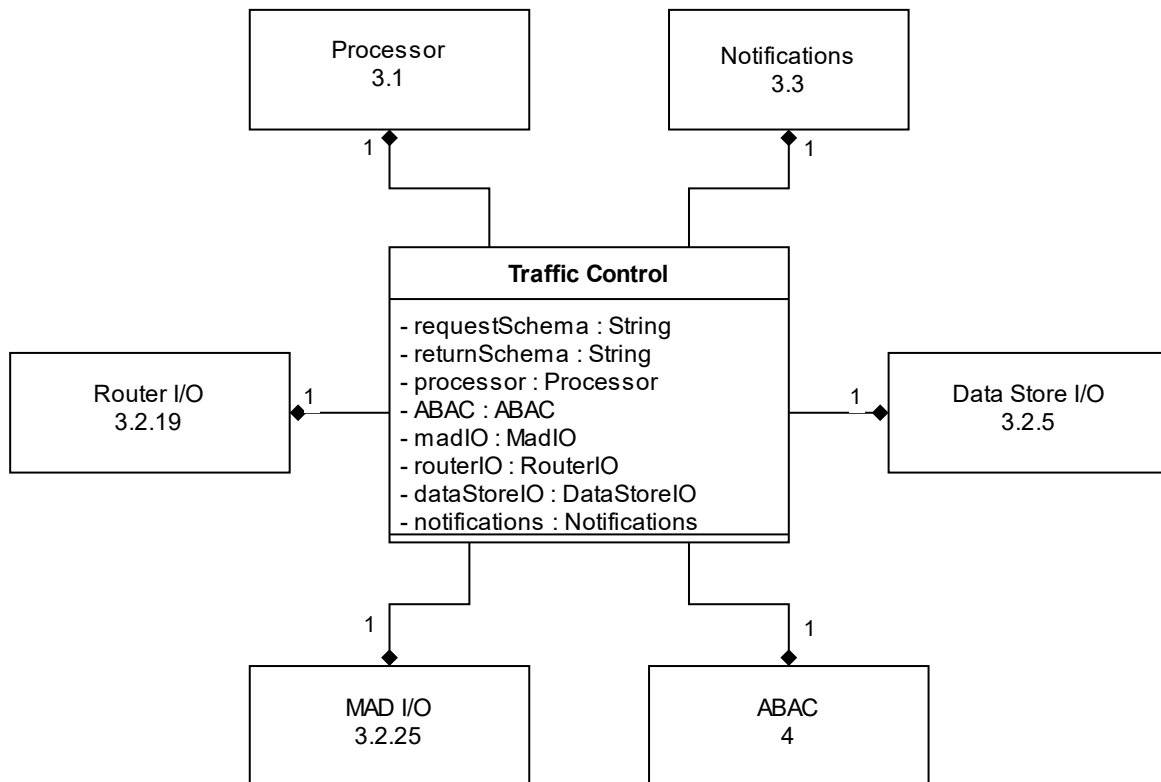 Processor
3.1
Notifications
3.3
1
1
Traffic Control
- requestSchema : String
- returnSchema : String
- processor : Processor
- ABAC : ABAC
- madIO : MadIO
- routerIO : RouterIO
- dataStoreIO : DataStoreIO
- notifications : Notifications
Router I/O
3.2.19
1
1
Data Store I/O
3.2.5
1
1
MAD I/O
3.2.25
ABAC
4